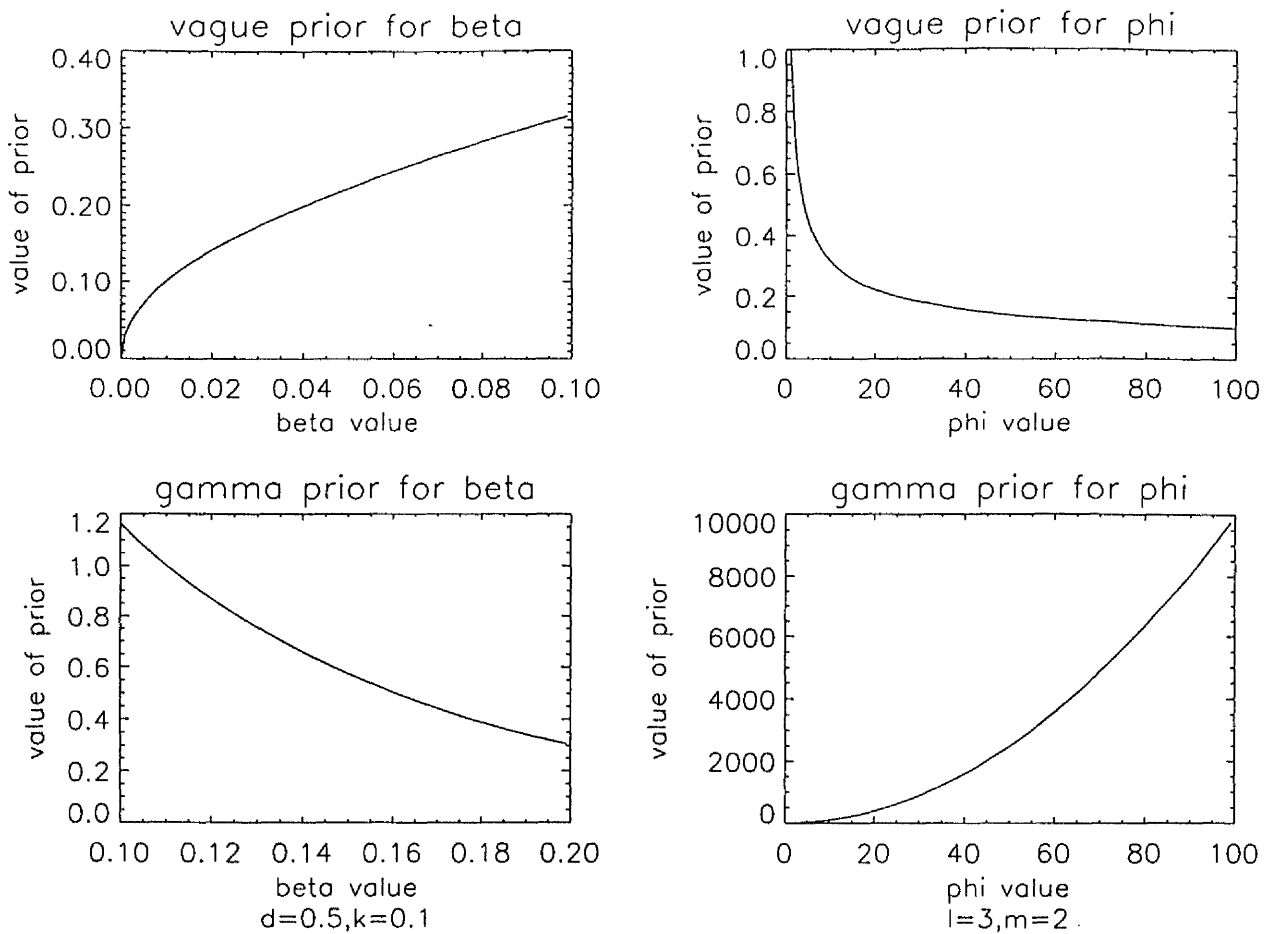 vague prior for beta
value of prior
0.40
0.30
0.20
0.10
0.00
0.00 0.02 0.04 0.06 0.08 0.10
beta value
vague prior for phi
value of prior
1.0
0.8
0.6
0.4
0.2
0.0
0 20 40 60 80 100
phi value
gamma prior for beta
value of prior
1.2
1.0
0.8
0.6
0.4
0.2
0.0
0.10 0.12 0.14 0.16 0.18 0.20
beta value
d=0.5,k=0.1
gamma prior for phi
value of prior
10000
8000
6000
4000
2000
0
0 20 40 60 80 100
phi value
l=3,m=2